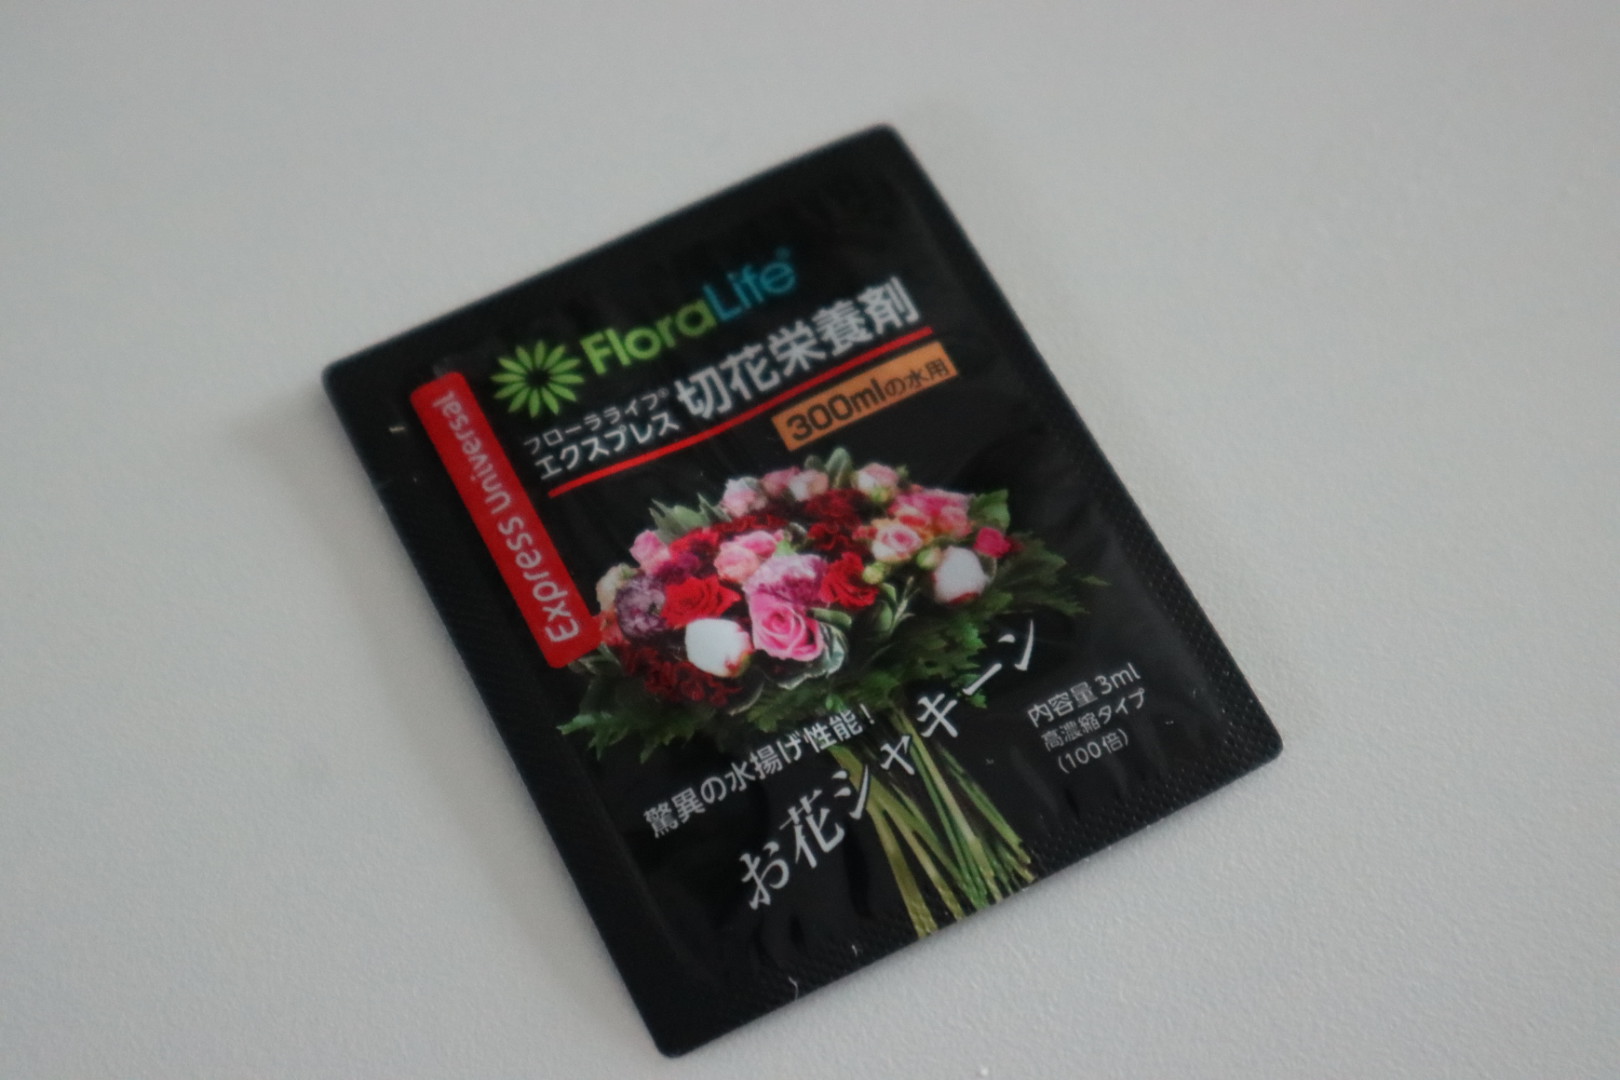 FloraLife®
フローラライフ®
エクスプレス 切花栄養剤
300mlの水用
Express Universal
驚異の水揚げ性能!
お花シャキーン
内容量 3ml
高濃縮タイプ
(100倍)